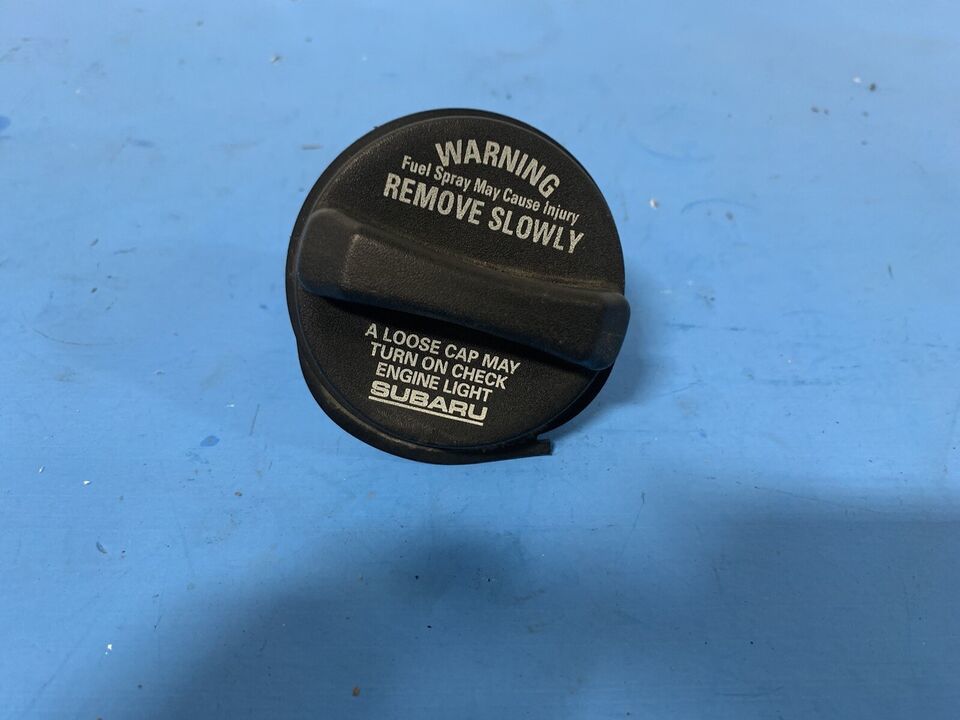 WARNING
Fuel Spray May Cause Injury
REMOVE SLOWLY
A LOOSE CAP MAY
TURN ON CHECK
ENGINE LIGHT
SUBARU